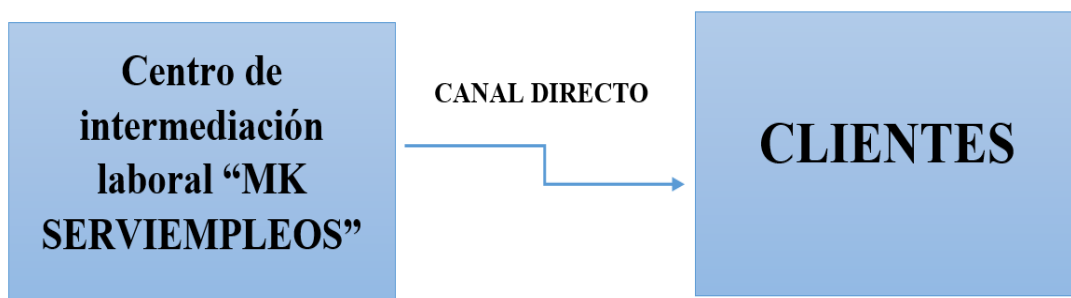 Centro de
intermediación
laboral “MK
SERVIEMPLEOS”
CANAL DIRECTO
CLIENTES